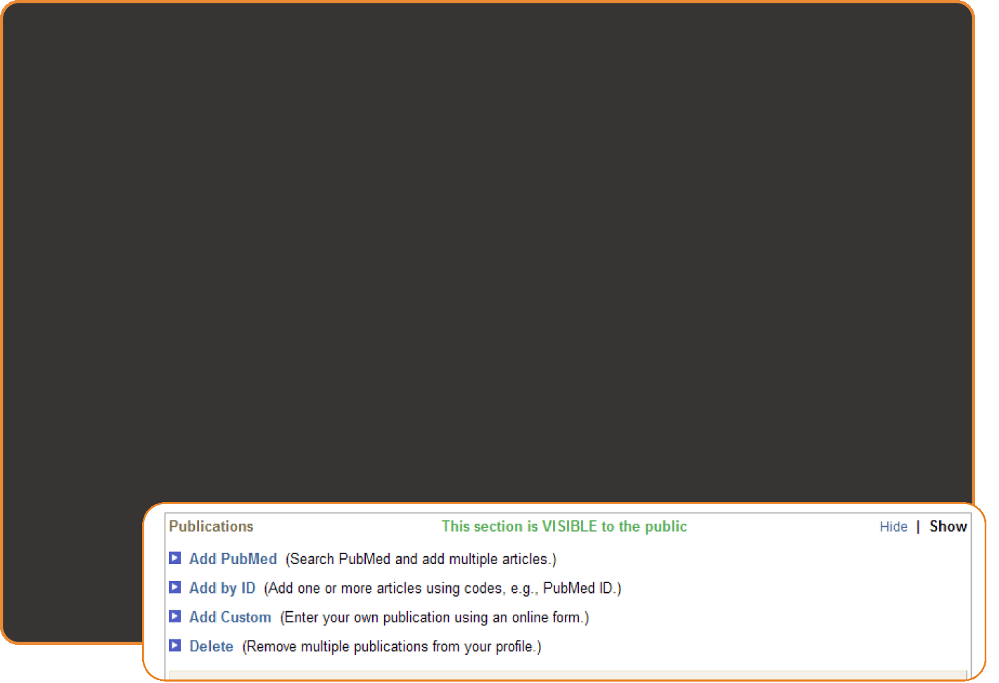 Publications This section is VISIBLE to the public Hide | Show
Add PubMed (Search PubMed and add multiple articles.)
Add by ID (Add one or more articles using codes, e.g., PubMed ID.)
Add Custom (Enter your own publication using an online form.)
Delete (Remove multiple publications from your profile.)